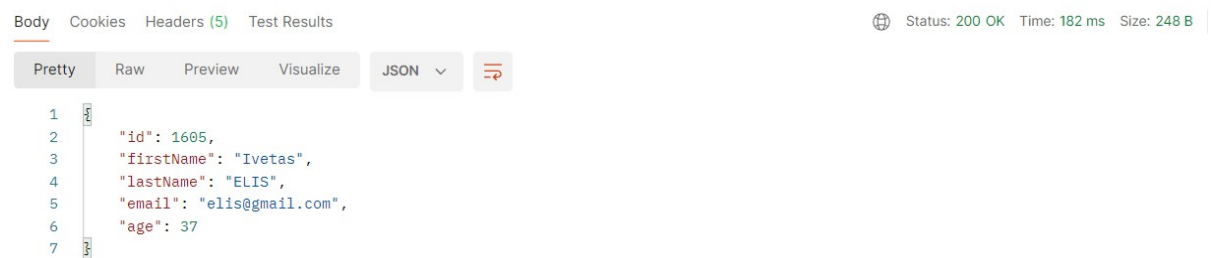 Body Cookies Headers (5) Test Results Status: 200 OK Time: 182 ms Size: 248 B
Pretty Raw Preview Visualize JSON
1 {
2 "id": 1605,
3 "firstName": "Ivetas",
4 "lastName": "ELIS",
5 "email": "elis@gmail.com",
6 "age": 37
7 }